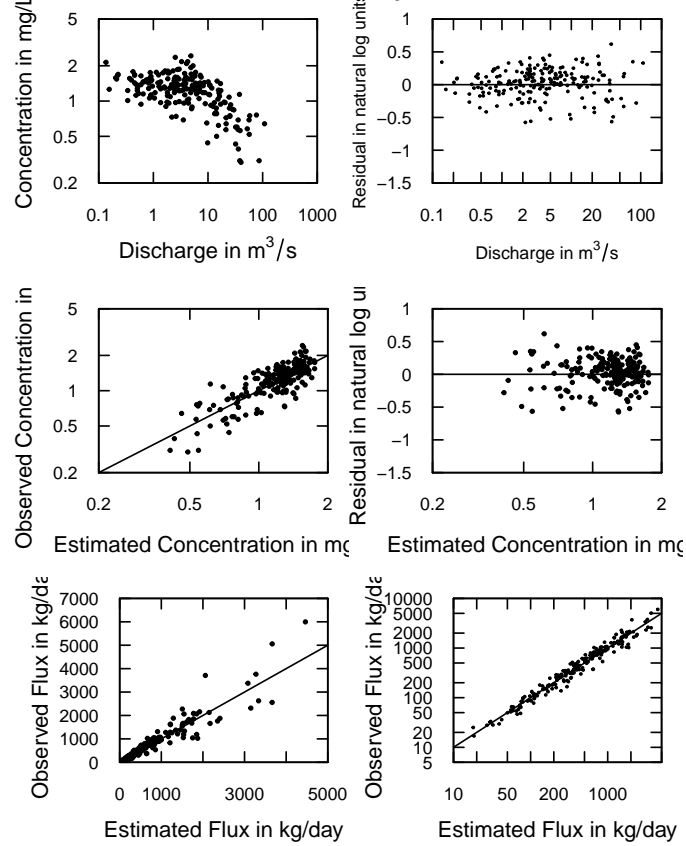 Concentration in mg/L
5
2
1
0.5
0.2
0.1 1 10 100 1000
Discharge in m³/s
Residual in natural log units
1
0.5
0
−0.5
−1
−1.5
0.1 0.5 2 5 20 100
Discharge in m³/s
Observed Concentration in
5
2
1
0.5
0.2
0.2 0.5 1 2
Estimated Concentration in mg
Residual in natural log
1
0.5
0
−0.5
−1
−1.5
0.2 0.5 1 2
Estimated Concentration in mg
Observed Flux in kg/da
7000
6000
5000
4000
3000
2000
1000
0
0 1000 3000 5000
Estimated Flux in kg/day
Observed Flux in kg/da
10000
5000
2000
1000
500
200
100
50
20
10
5
10 50 200 1000
Estimated Flux in kg/day